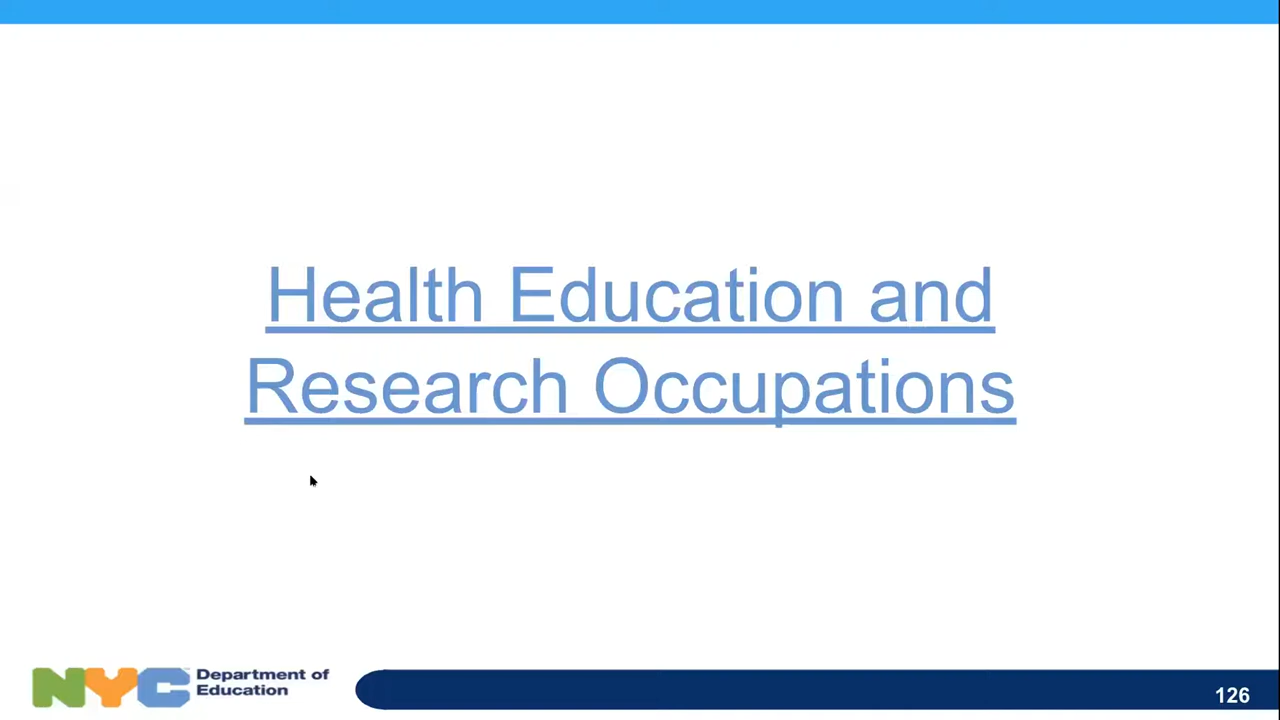 Health Education and
Research Occupations
NYC
Department of
Education
126